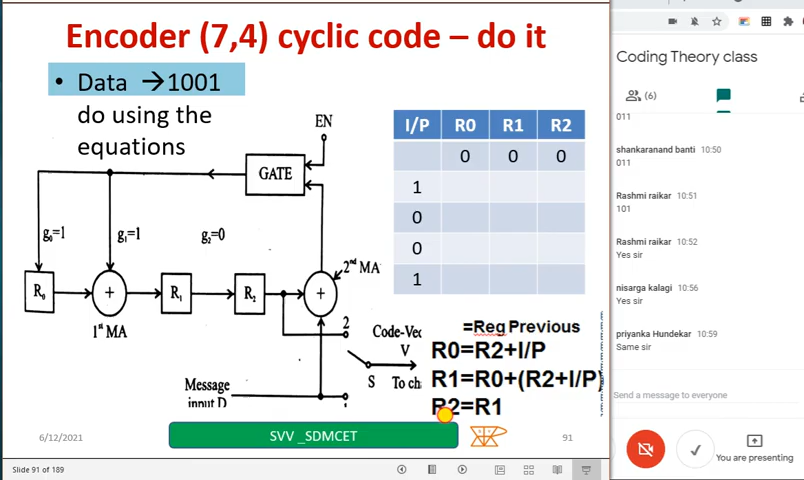 Encoder (7,4) cyclic code – do it
• Data →1001
do using the
equations
EN
GATE
g₀=1
g₁=1
g₂=0
R₀
+
R₁
R₂
+
2ⁿᵈ MA
1ˢᵗ MA
2
Code-Vec
V
S
To ch
Message
input D
I/P R0 R1 R2
0 0 0
1
0
0
1
=Reg Previous
R0=R2+I/P
R1=R0+(R2+I/P)
R2=R1
6/12/2021
SVV _SDMCET
91
Slide 91 of 189
Coding Theory class
(6)
011
shankaranand banti 10:50
011
Rashmi raikar 10:51
101
Rashmi raikar 10:52
Yes sir
nisarga kalagi 10:56
Yes sir
priyanka Hundekar 10:59
Same sir
Send a message to everyone
You are presenting